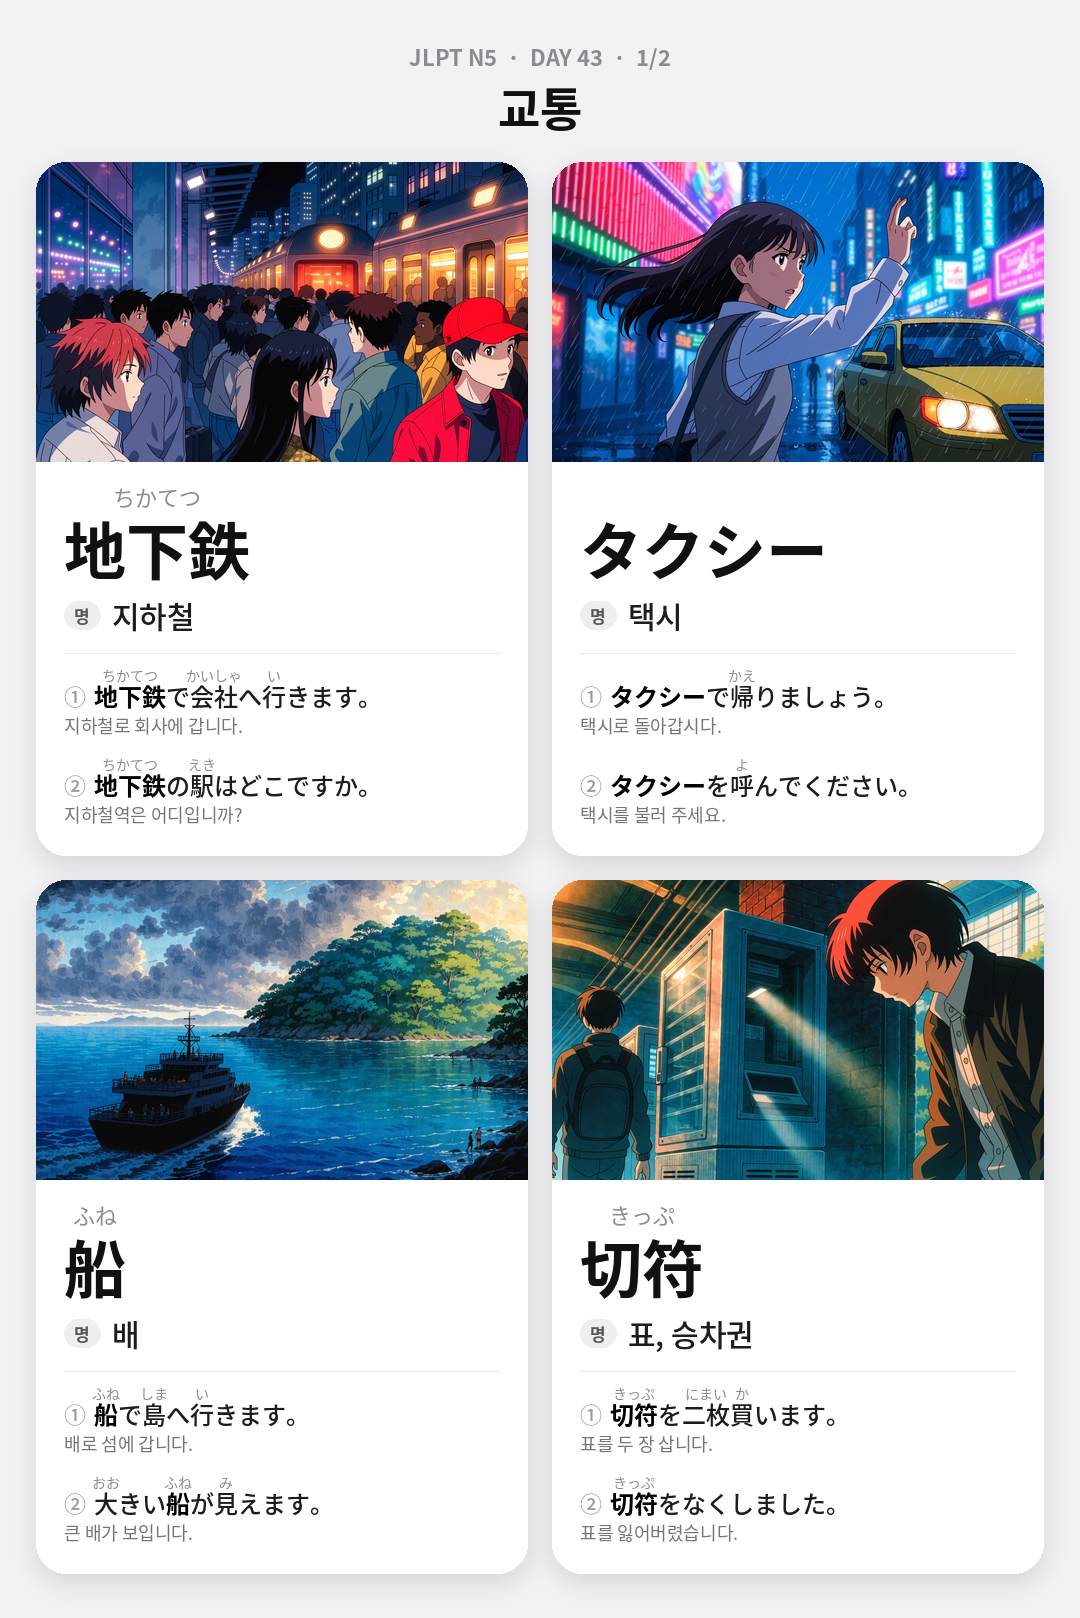 JLPT N5 · DAY 43 · 1/2
교통
ちかてつ
地下鉄
명 지하철
ちかてつ かいしゃ い
① 地下鉄で会社へ行きます。
지하철로 회사에 갑니다.
ちかてつ えき
② 地下鉄の駅はどこですか。
지하철역은 어디입니까?
タクシー
명 택시
かえ
① タクシーで帰りましょう。
택시로 돌아갑시다.
よ
② タクシーを呼んでください。
택시를 불러 주세요.
ふね
船
명 배
ふね しま い
① 船で島へ行きます。
배로 섬에 갑니다.
おお ふね み
② 大きい船が見えます。
큰 배가 보입니다.
きっぷ
切符
명 표, 승차권
きっぷ にまい か
① 切符を二枚買います。
표를 두 장 삽니다.
きっぷ
② 切符をなくしました。
표를 잃어버렸습니다.